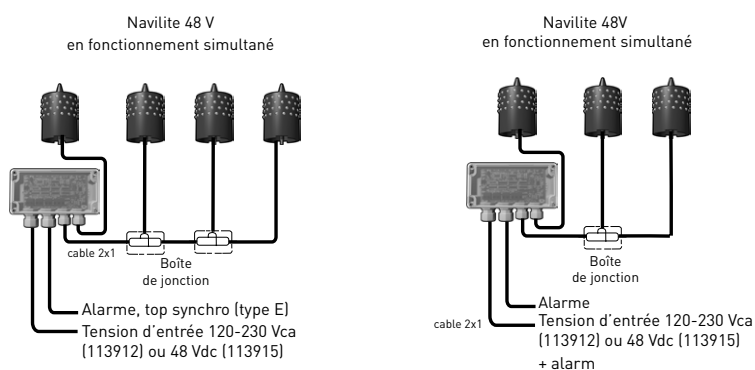 Navilite 48 V
en fonctionnement simultané
cable 2x1
Boîte
de jonction
Alarme, top synchro (type E)
Tension d'entrée 120-230 Vca
(113912) ou 48 Vdc (113915)
Navilite 48V
en fonctionnement simultané
Boîte
de jonction
Alarme
cable 2x1
Tension d'entrée 120-230 Vca
(113912) ou 48 Vdc (113915)
+ alarm